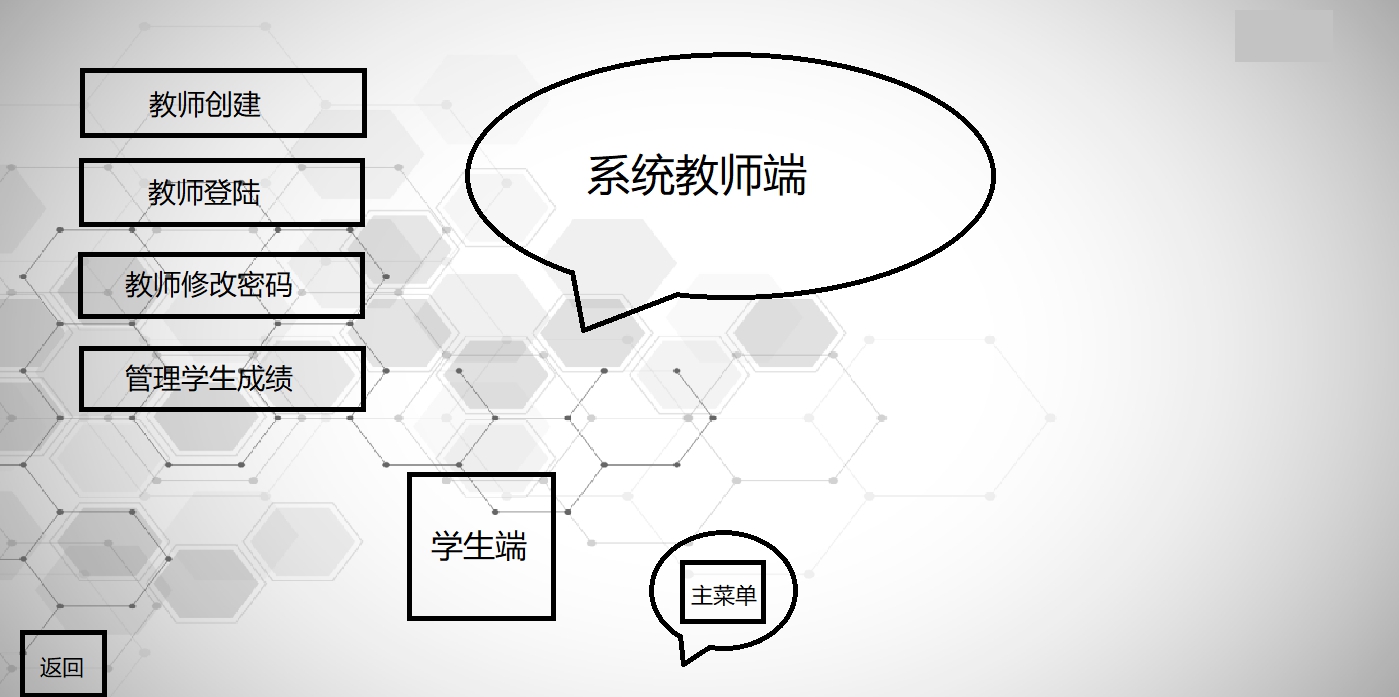 教师创建
系统教师端
教师登陆
教师修改密码
管理学生成绩
学生端
主菜单
返回